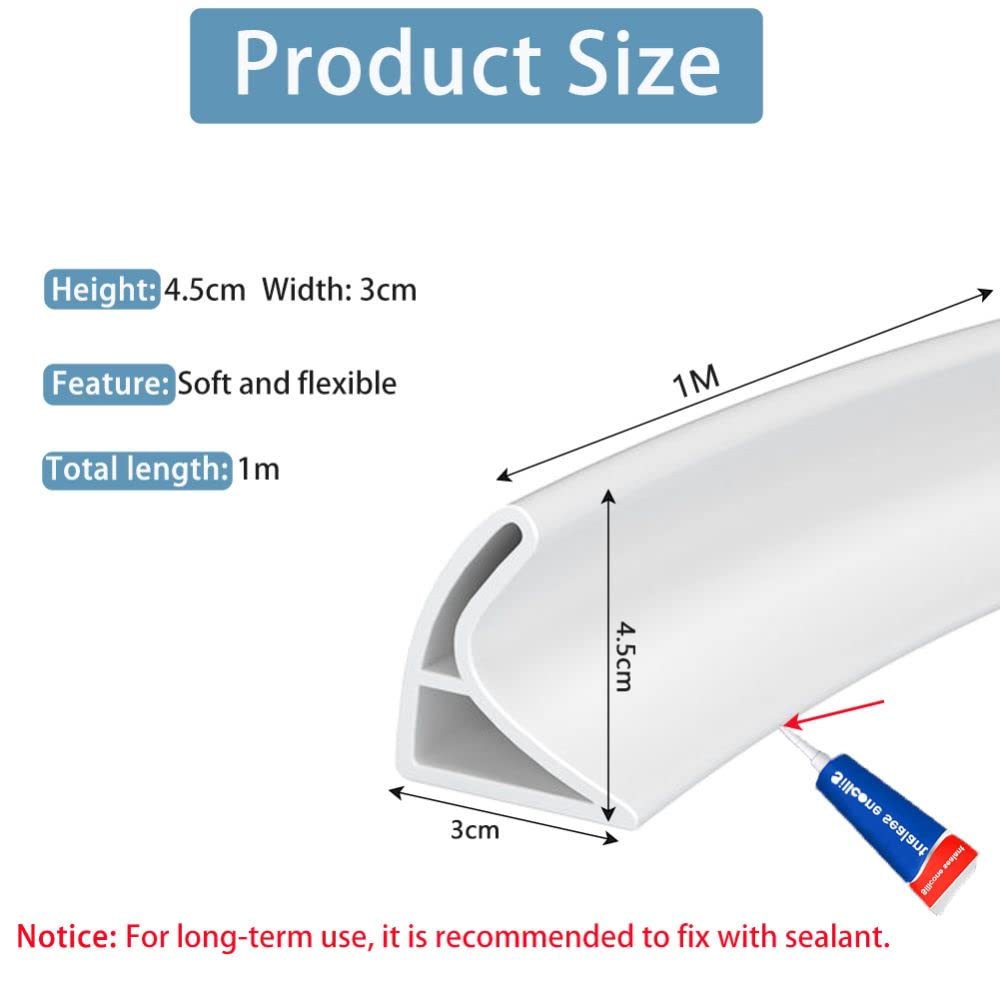 Product Size
Height: 4.5cm Width: 3cm
Feature: Soft and flexible
Total length: 1m
1M
4.5cm
3cm
Silicone sealant
Silicone sealant
Notice: For long-term use, it is recommended to fix with sealant.